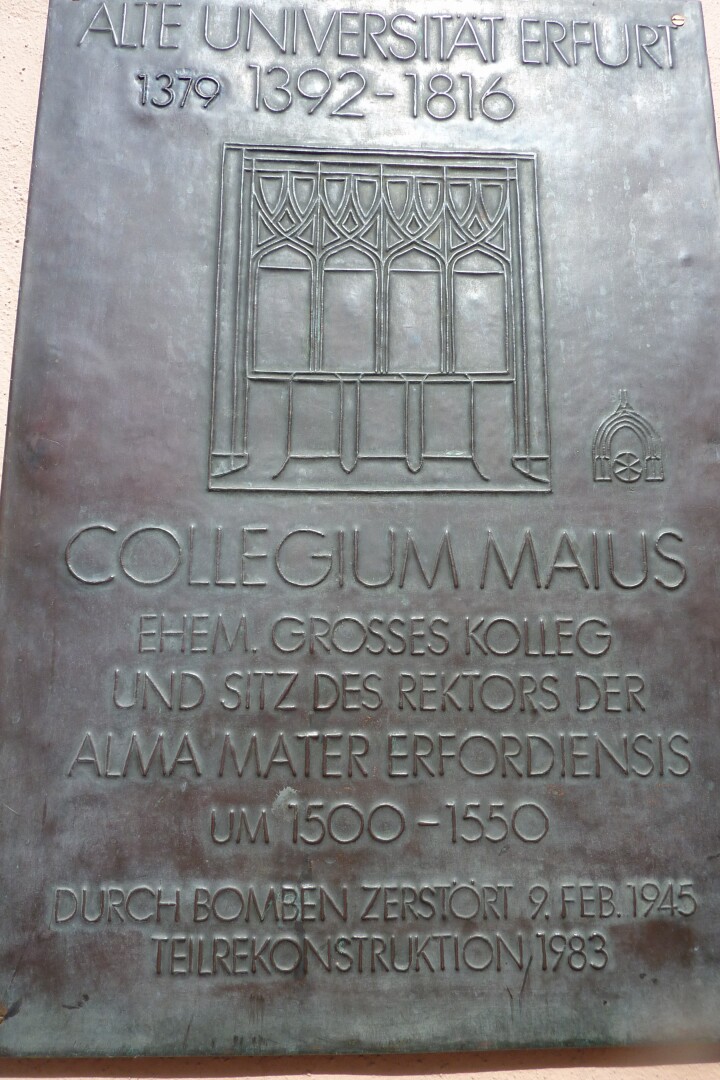 ALTE UNIVERSITÄT ERFURT
1379 1392-1816
COLLEGIUM MAIUS
EHEM. GROSSES KOLLEG
UND SITZ DES REKTORS DER
ALMA MATER ERFORDIENSIS
UM 1500-1550
DURCH BOMBEN ZERSTÖRT 9. FEB. 1945
TEILREKONSTRUKTION 1983